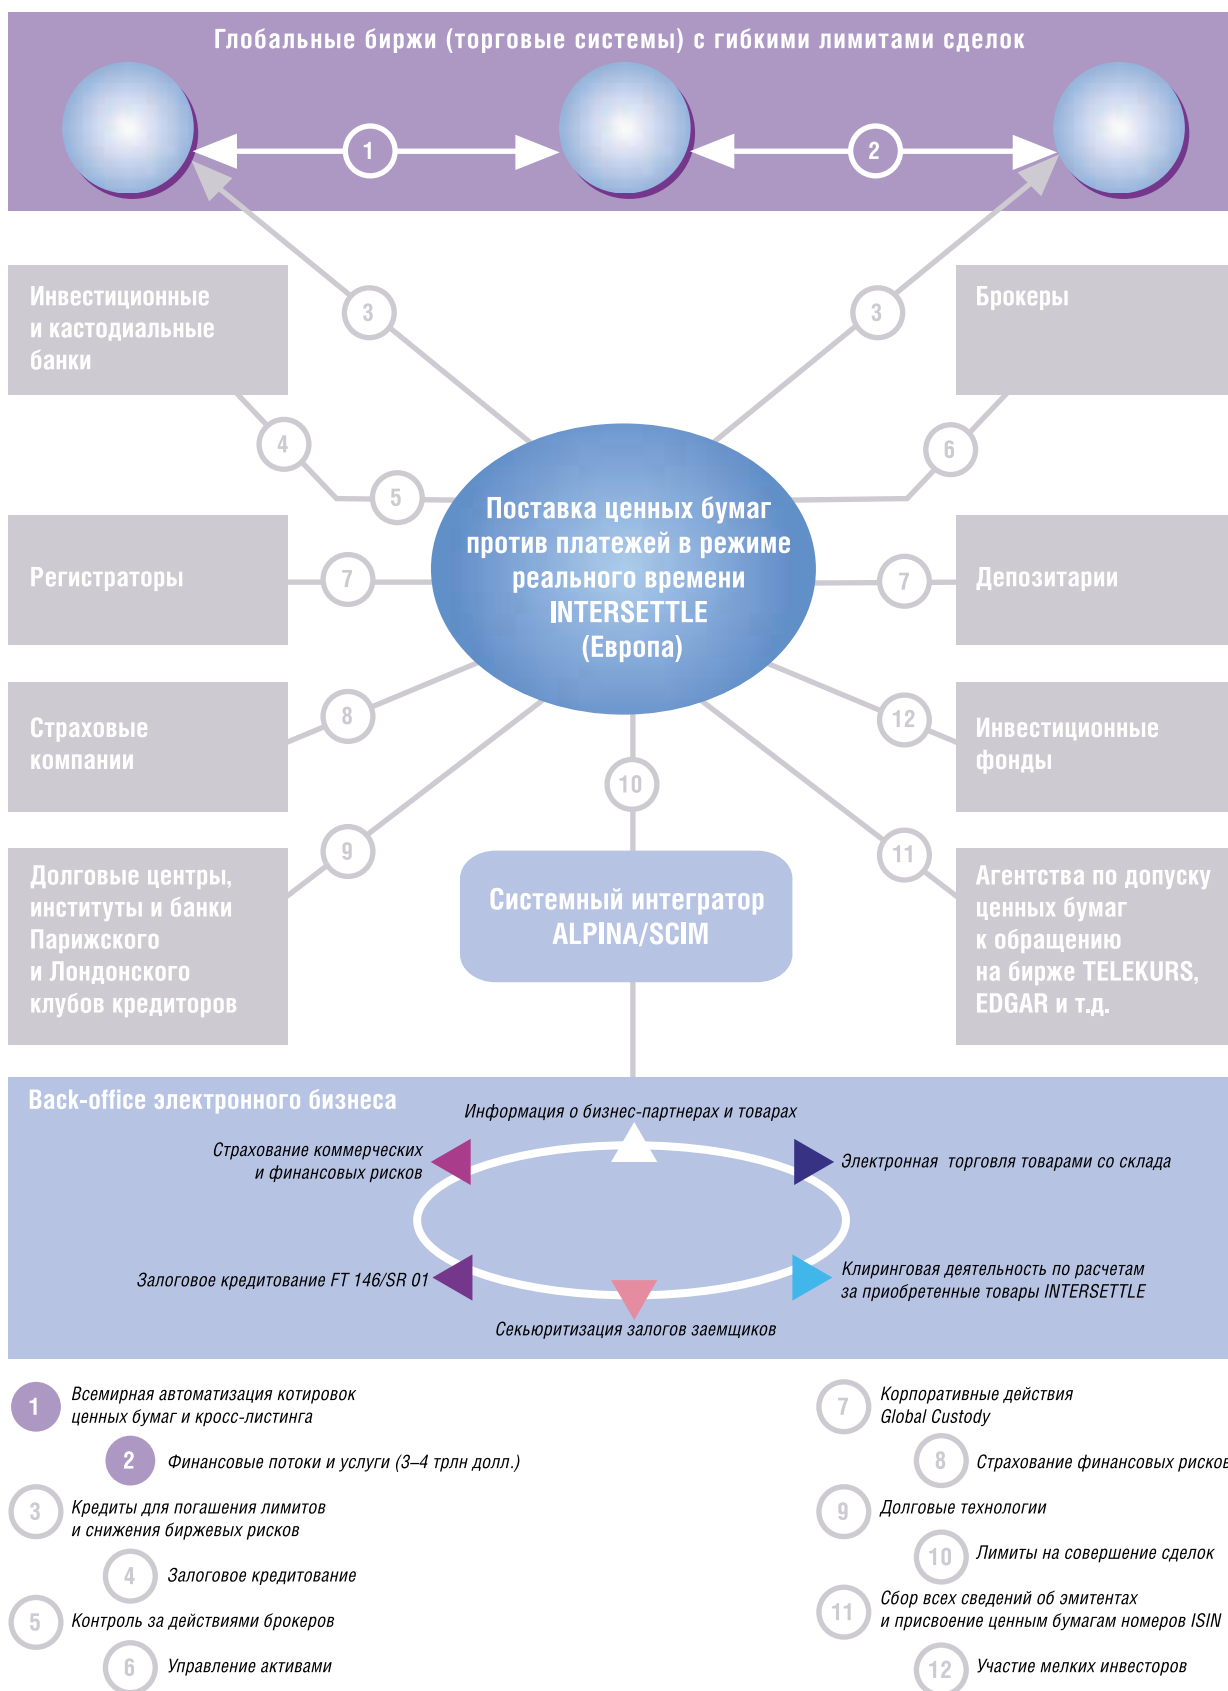 Глобальные биржи (торговые системы) с гибкими лимитами сделок
1
2
3
3
Инвестиционные
и кастодиальные
банки
Брокеры
4
5
6
Поставка ценных бумаг
против платежей в режиме
реального времени
INTERSETTLE
(Европа)
Регистраторы
7
7
Депозитарии
Страховые
компании
8
12
Инвестиционные
фонды
10
9
11
Долговые центры,
институты и банки
Парижского
и Лондонского
клубов кредиторов
Системный интегратор
ALPINA/SCIM
Агентства по допуску
ценных бумаг
к обращению
на бирже TELEKURS,
EDGAR и т.д.
Back-office электронного бизнеса
Информация о бизнес-партнерах и товарах
Страхование коммерческих
и финансовых рисков
Электронная торговля товарами со склада
Залоговое кредитование FT 146/SR 01
Клиринговая деятельность по расчетам
за приобретенные товары INTERSETTLE
Секьюритизация залогов заемщиков
1 Всемирная автоматизация котировок
ценных бумаг и кросс-листинга
2 Финансовые потоки и услуги (3–4 трлн долл.)
3 Кредиты для погашения лимитов
и снижения биржевых рисков
4 Залоговое кредитование
5 Контроль за действиями брокеров
6 Управление активами
7 Корпоративные действия
Global Custody
8 Страхование финансовых рисков
9 Долговые технологии
10 Лимиты на совершение сделок
11 Сбор всех сведений об эмитентах
и присвоение ценным бумагам номеров ISIN
12 Участие мелких инвесторов